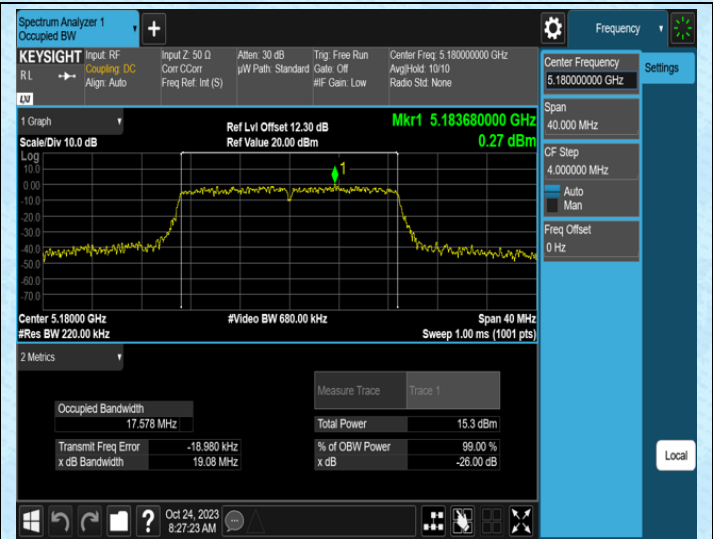 Spectrum Analyzer 1
Occupied BW
Frequency
KEYSIGHT
RL
LXI
Input: RF
Coupling: DC
Align: Auto
Input Z: 50 Ω
Corr CCorr
Freq Ref: Int (S)
Atten: 30 dB
µW Path: Standard
Trig: Free Run
Gate: Off
#IF Gain: Low
Center Freq: 5.180000000 GHz
Avg|Hold: 10/10
Radio Std: None
Center Frequency
5.180000000 GHz
Settings
Span
40.000 MHz
CF Step
4.000000 MHz
Auto
Man
Freq Offset
0 Hz
Local
1 Graph
Scale/Div 10.0 dB
Ref Lvl Offset 12.30 dB
Ref Value 20.00 dBm
Mkr1 5.183680000 GHz
0.27 dBm
Log
10.0
0.00
-10.0
-20.0
-30.0
-40.0
-50.0
-60.0
-70.0
1
Center 5.18000 GHz
#Res BW 220.00 kHz
#Video BW 680.00 kHz
Span 40 MHz
Sweep 1.00 ms (1001 pts)
2 Metrics
Measure Trace Trace 1
Occupied Bandwidth
17.578 MHz
Total Power 15.3 dBm
Transmit Freq Error -18.980 kHz
% of OBW Power 99.00 %
x dB Bandwidth 19.08 MHz
x dB -26.00 dB
?
Oct 24, 2023
8:27:23 AM